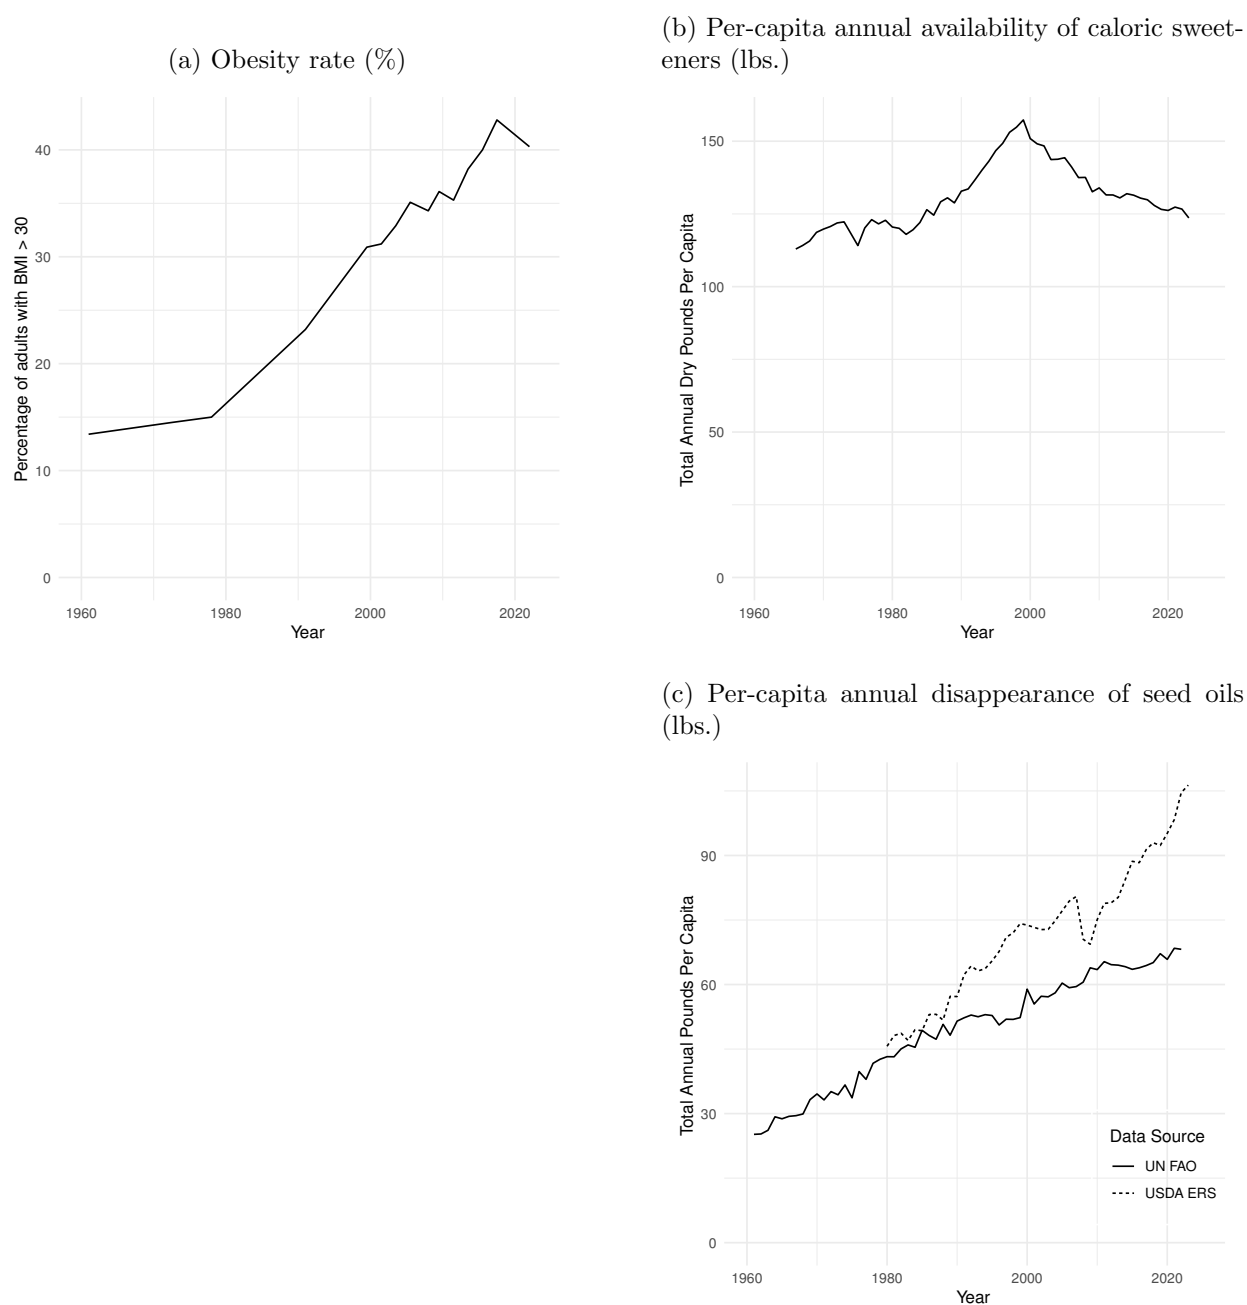 (a) Obesity rate (%)
Percentage of adults with BMI > 30
40
30
20
10
0
1960 1980 2000 2020
Year
(b) Per-capita annual availability of caloric sweet-
eners (lbs.)
Total Annual Dry Pounds Per Capita
150
100
50
0
1960 1980 2000 2020
Year
(c) Per-capita annual disappearance of seed oils
(lbs.)
Total Annual Pounds Per Capita
90
60
30
0
Data Source
UN FAO
USDA ERS
1960 1980 2000 2020
Year